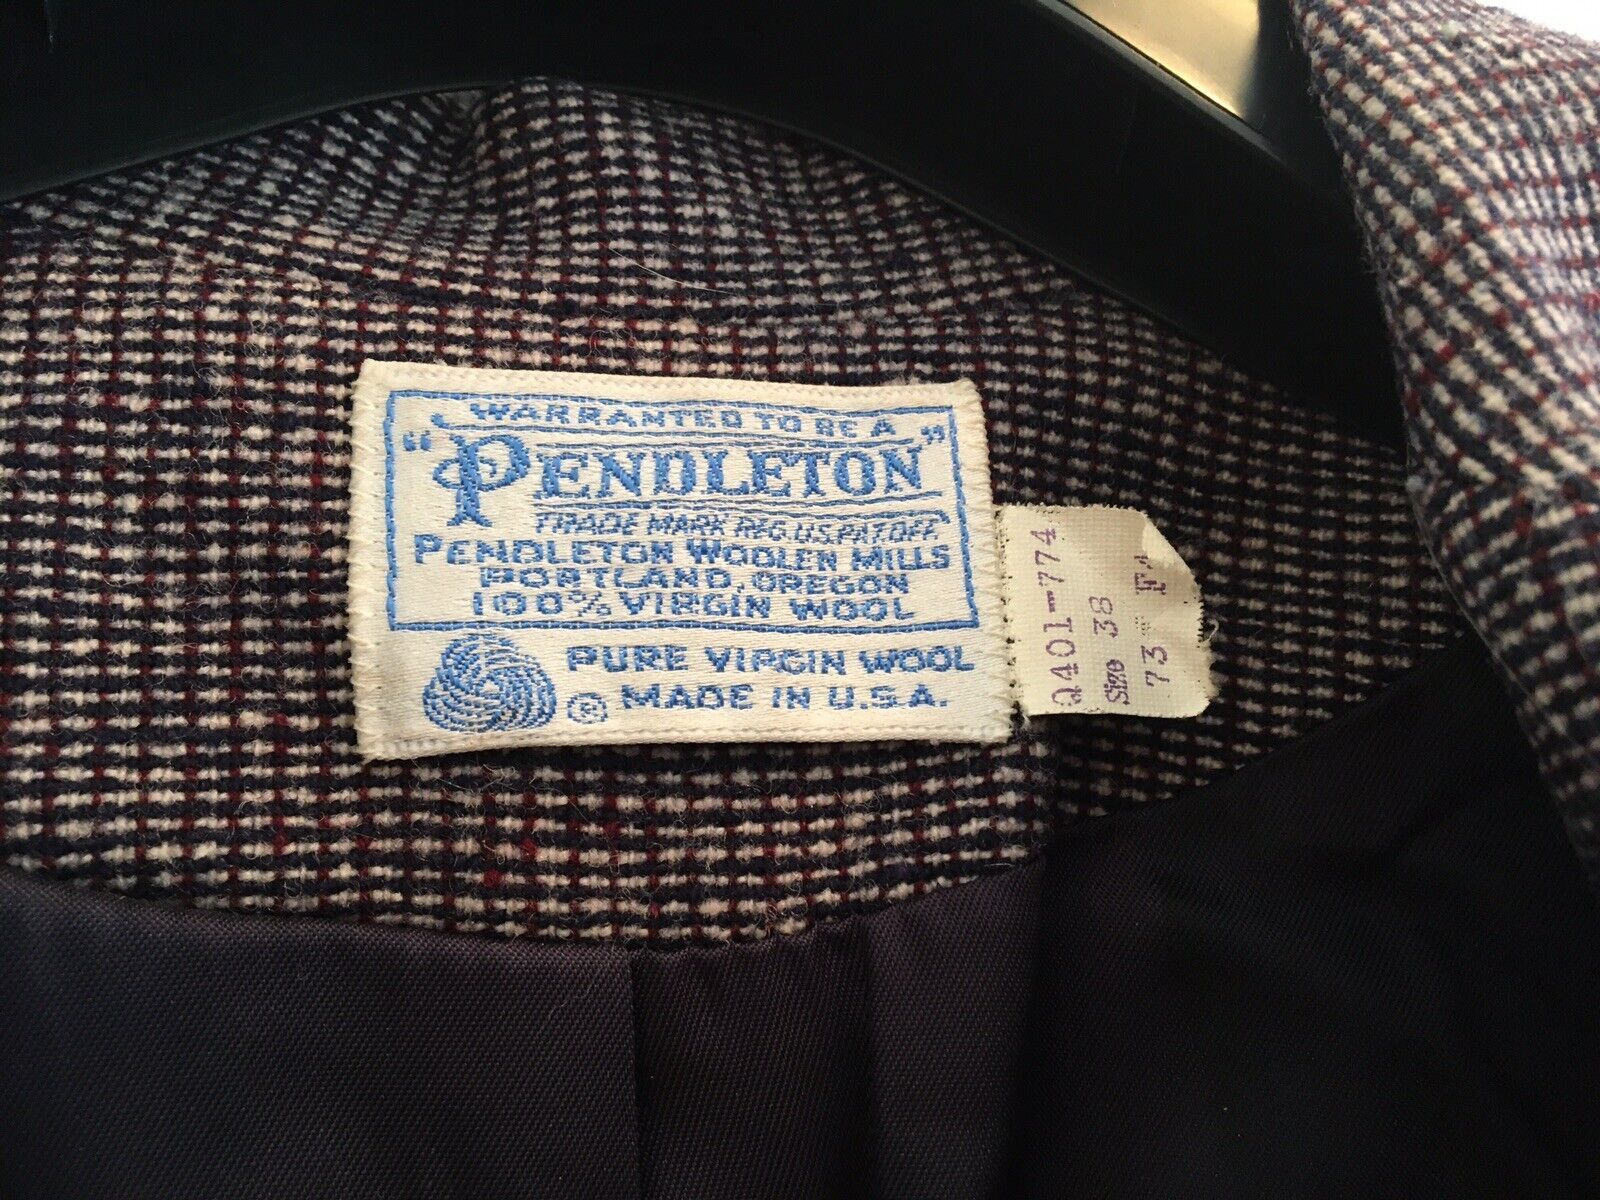 WARRANTED TO BE A
"PENDLETON"
TRADE MARK REG. U.S. PAT. OFF.
PENDLETON WOOLEN MILLS
PORTLAND, OREGON
100% VIRGIN WOOL
PURE VIRGIN WOOL
® MADE IN U.S.A.
Q401-774
Size 38
73 F